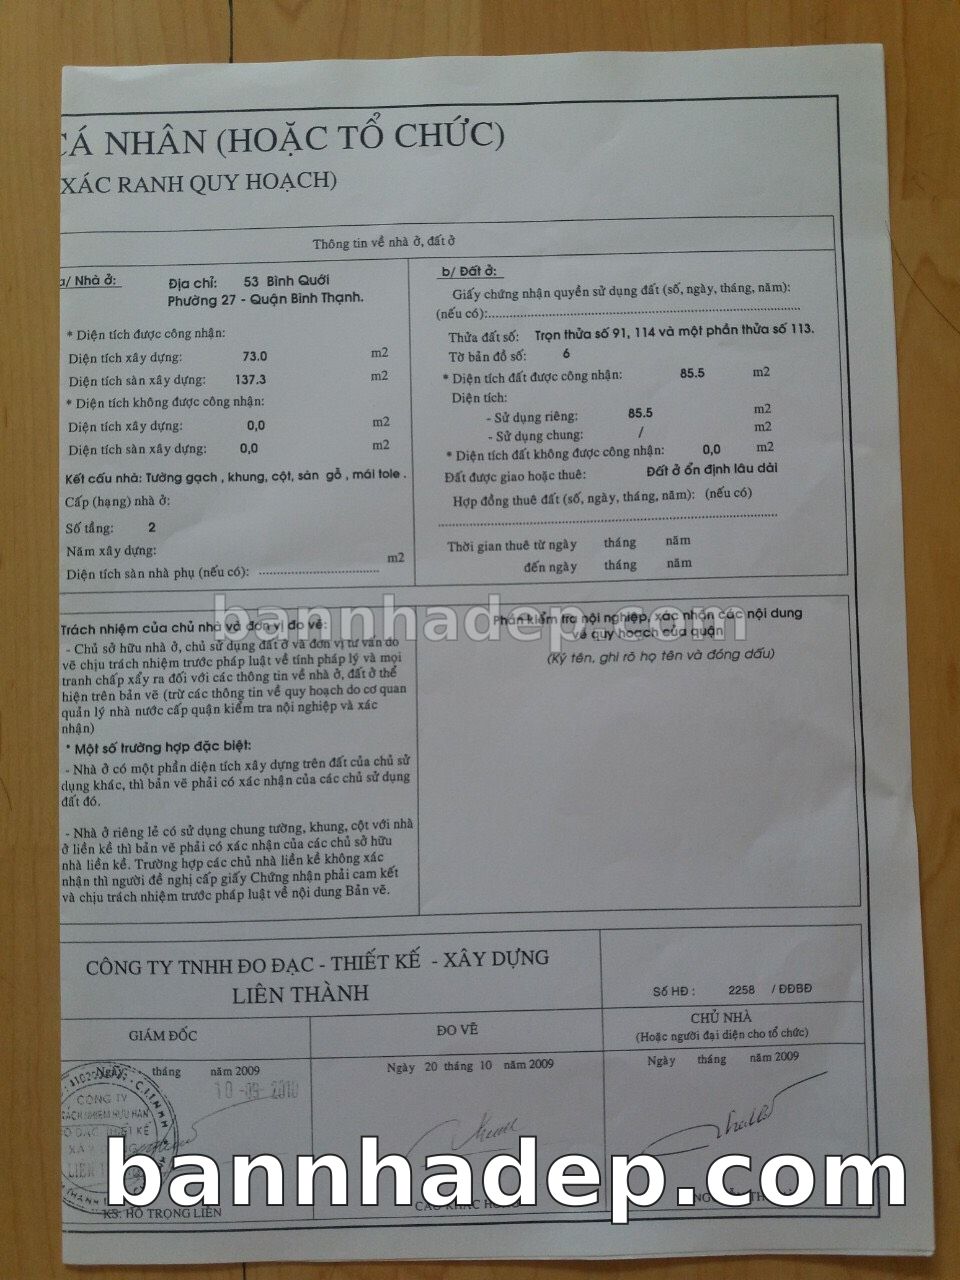 CÁ NHÂN (HOẶC TỔ CHỨC)
XÁC RANH QUY HOẠCH)
Thông tin về nhà ở, đất ở
a/ Nhà ở:
Địa chỉ: 53 Bình Quới
Phường 27 - Quận Bình Thạnh.
* Diện tích được công nhận:
Diện tích xây dựng: 73.0 m2
Diện tích sàn xây dựng: 137.3 m2
* Diện tích không được công nhận:
Diện tích xây dựng: 0,0 m2
Diện tích sàn xây dựng: 0,0 m2
Kết cấu nhà: Tường gạch , khung, cột, sàn gỗ , mái tole .
Cấp (hạng) nhà ở:
Số tầng: 2
Năm xây dựng:
Diện tích sàn nhà phụ (nếu có): ................................ m2
b/ Đất ở:
Giấy chứng nhận quyền sử dụng đất (số, ngày, tháng, năm):
(nếu có):................................
Thửa đất số: Trọn thửa số 91, 114 và một phần thửa số 113.
Tờ bản đồ số: 6
* Diện tích đất được công nhận: 85.5 m2
Diện tích:
- Sử dụng riêng: 85.5 m2
- Sử dụng chung: / m2
* Diện tích đất không được công nhận: 0,0 m2
Đất được giao hoặc thuê: Đất ở ổn định lâu dài
Hợp đồng thuê đất (số, ngày, tháng, năm): (nếu có)
................................
Thời gian thuê từ ngày tháng năm
đến ngày tháng năm
bannhadep.com
Trách nhiệm của chủ nhà và đơn vị đo vẽ:
- Chủ sở hữu nhà ở, chủ sử dụng đất ở và đơn vị tư vấn đo
vẽ chịu trách nhiệm trước pháp luật về tính pháp lý và mọi
tranh chấp xẩy ra đối với các thông tin về nhà ở, đất ở thể
hiện trên bản vẽ (trừ các thông tin về quy hoạch do cơ quan
quản lý nhà nước cấp quận kiểm tra nội nghiệp và xác
nhận)
* Một số trường hợp đặc biệt:
- Nhà ở có một phần diện tích xây dựng trên đất của chủ sử
dụng khác, thì bản vẽ phải có xác nhận của các chủ sử dụng
đất đó.
- Nhà ở riêng lẻ có sử dụng chung tường, khung, cột với nhà
ở liền kề thì bản vẽ phải có xác nhận của các chủ sở hữu
nhà liền kề. Trường hợp các chủ nhà liền kề không xác
nhận thì người đề nghị cấp giấy Chứng nhận phải cam kết
và chịu trách nhiệm trước pháp luật về nội dung Bản vẽ.
Phần kiểm tra nội nghiệp, xác nhận các nội dung
về quy hoạch của quận
(Ký tên, ghi rõ họ tên và đóng dấu)
CÔNG TY TNHH ĐO ĐẠC - THIẾT KẾ - XÂY DỰNG
LIÊN THÀNH
Số HĐ : 2258 / ĐĐBĐ
GIÁM ĐỐC
Ngày tháng năm 2009
10 -09- 2010
CÔNG TY
TRÁCH NHIỆM HỮU HẠN
ĐO ĐẠC THIẾT KẾ
KS. HỒ TRỌNG LIÊN
ĐO VẼ
Ngày 20 tháng 10 năm 2009
CHỦ NHÀ
(Hoặc người đại diện cho tổ chức)
Ngày tháng năm 2009
bannhadep.com